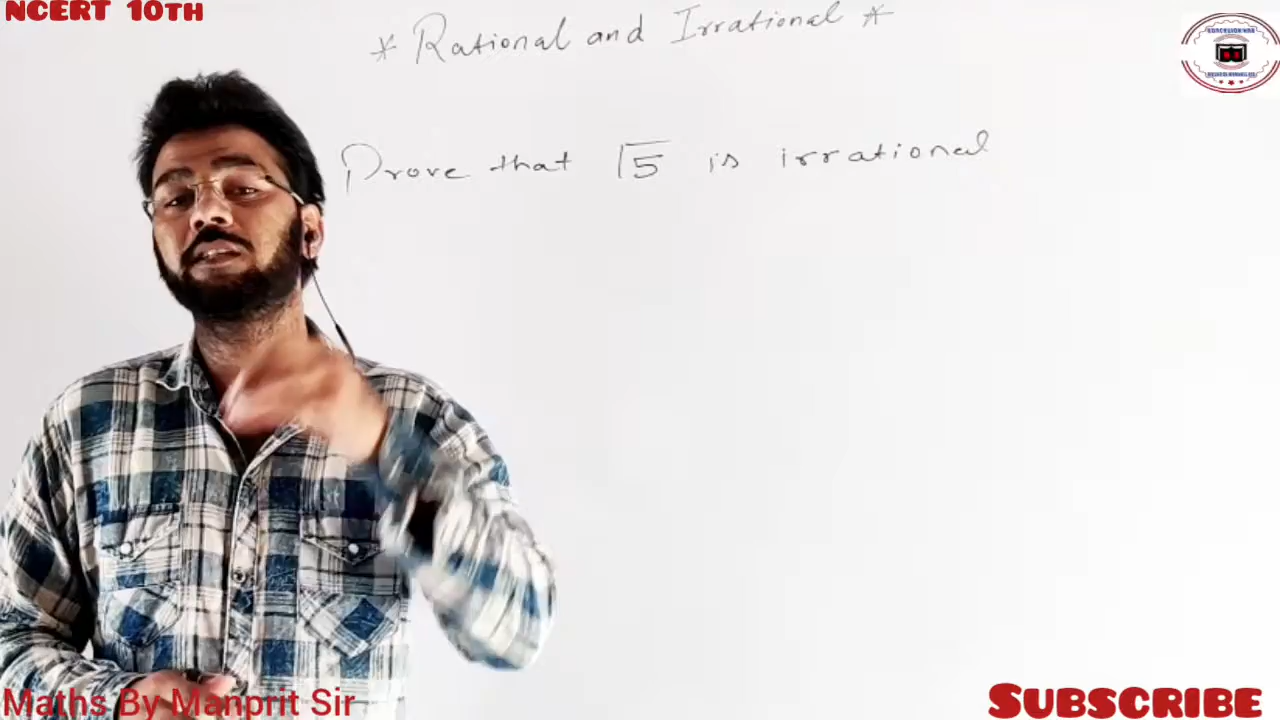 NCERT 10TH
* Rational and Irrational *
Prove that √5 is irrational
Maths By Manprit Sir
SUBSCRIBE